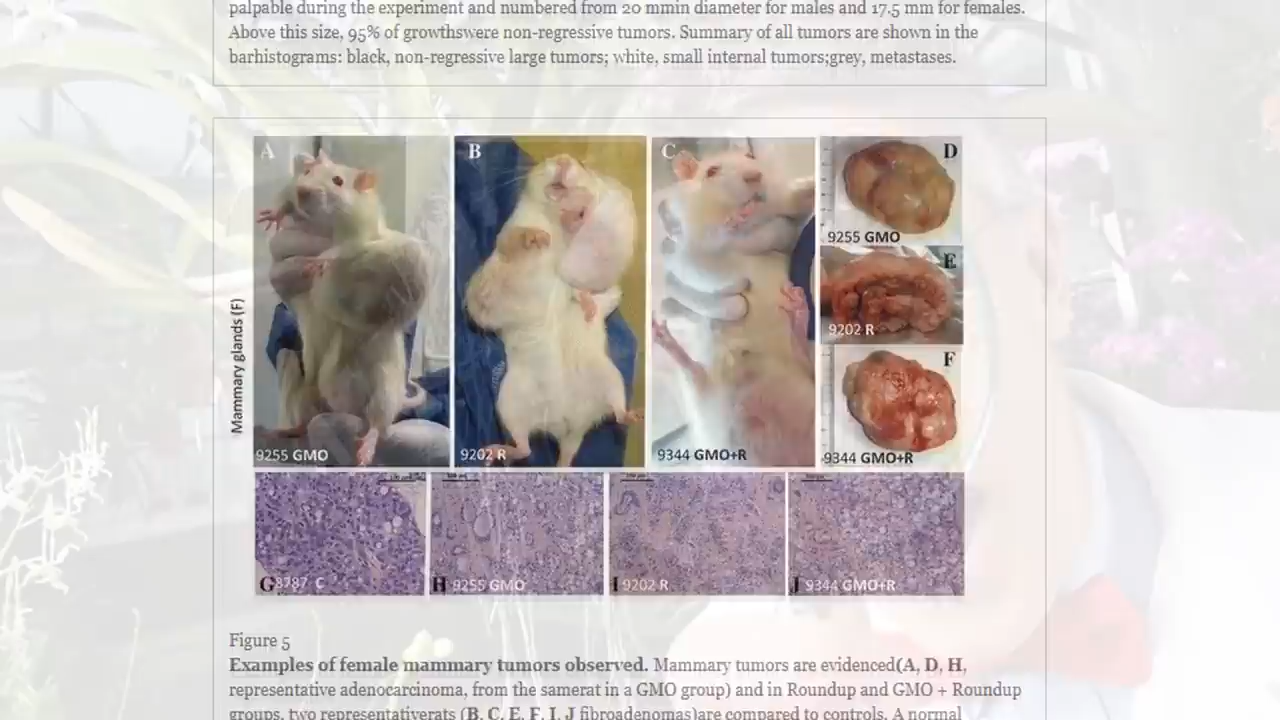 palpable during the experiment and numbered from 20 mmin diameter for males and 17.5 mm for females.
Above this size, 95% of growthswere non-regressive tumors. Summary of all tumors are shown in the
barhistograms: black, non-regressive large tumors; white, small internal tumors;grey, metastases.
Mammary glands (F)
A
B
C
D
9255 GMO
E
9202 R
F
9255 GMO
9202 R
9344 GMO+R
9344 GMO+R
G 8787 C
H 9255 GMO
I 9202 R
J 9344 GMO+R
Figure 5
Examples of female mammary tumors observed. Mammary tumors are evidenced(A, D, H,
representative adenocarcinoma, from the samerat in a GMO group) and in Roundup and GMO + Roundup
groups, two representativerats (B, C, E, F, I, J fibroadenomas)are compared to controls. A normal